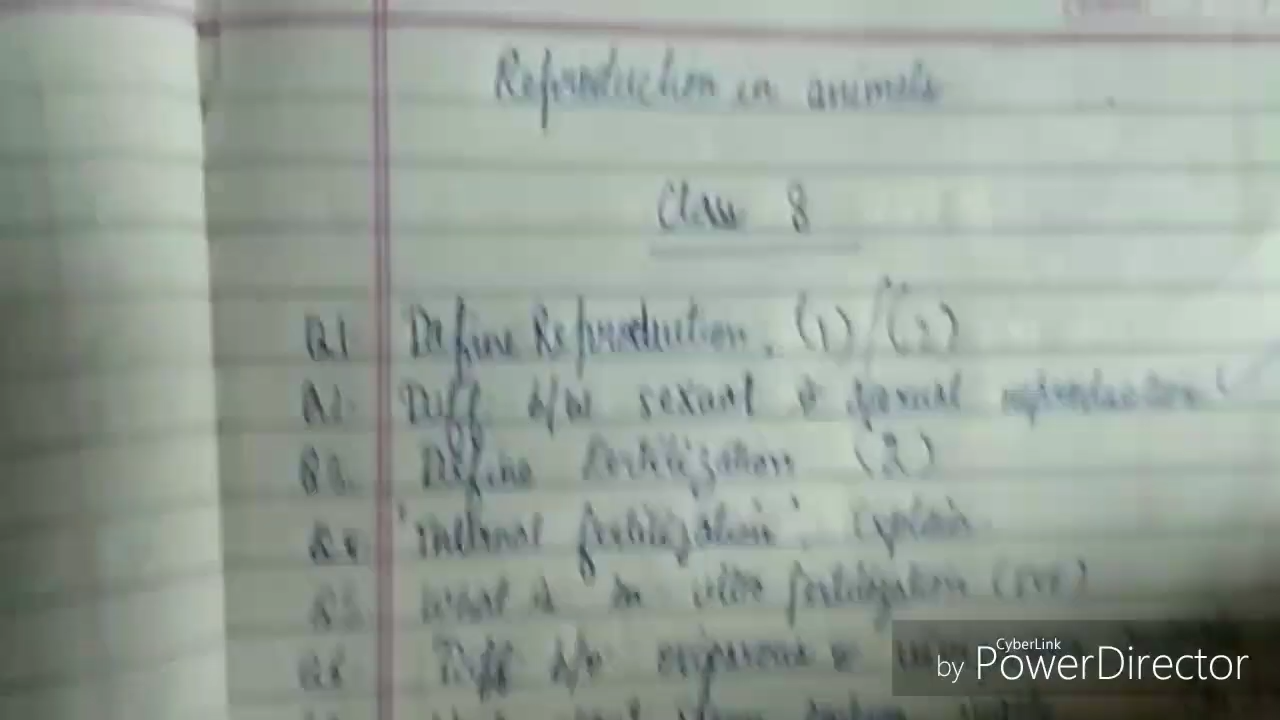 Reproduction in animals
Class 8
Q1 Define Reproduction. (1)/(2)
Q2. Diff b/w sexual & asexual reproduction
Q3. Define Fertilization (2)
Q4 'internal fertilization'. Explain
Q5. What is In vitro fertilization (IVF)
Q6 Diff b/w oviparous &
CyberLink
by PowerDirector